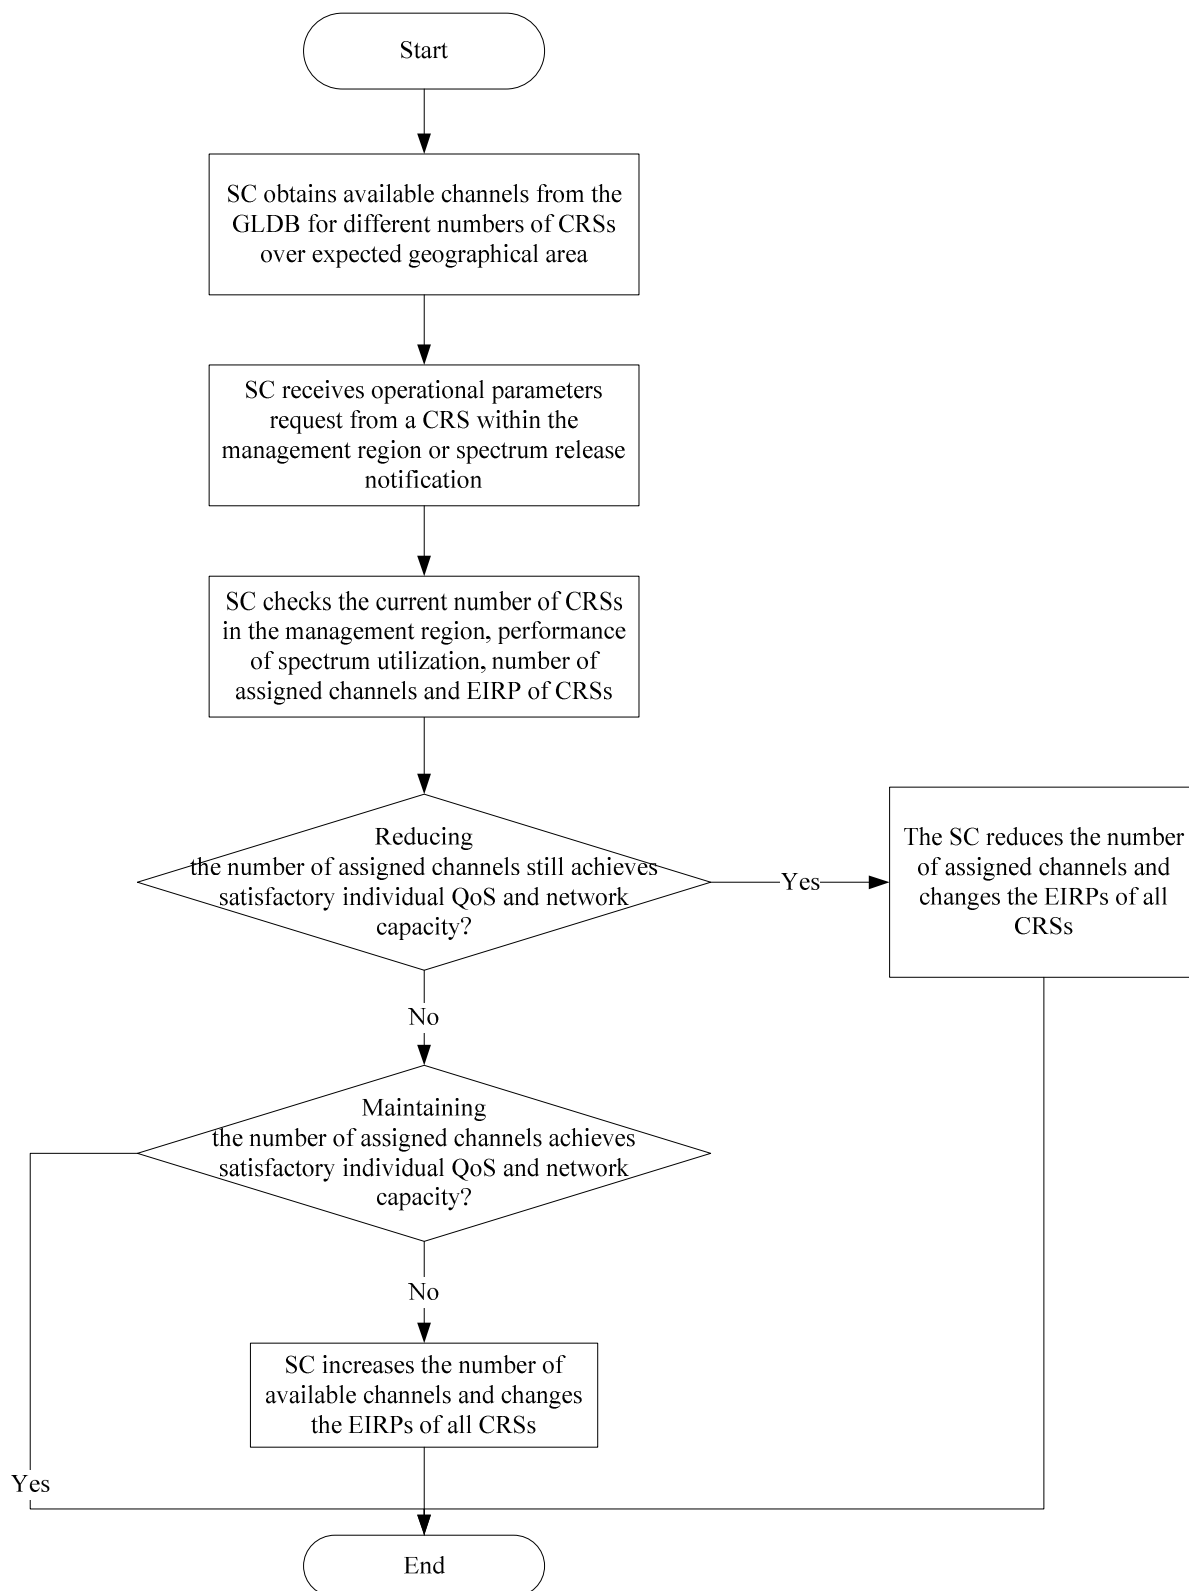 Start
SC obtains available channels from the
GLDB for different numbers of CRSs
over expected geographical area
SC receives operational parameters
request from a CRS within the
management region or spectrum release
notification
SC checks the current number of CRSs
in the management region, performance
of spectrum utilization, number of
assigned channels and EIRP of CRSs
Reducing
the number of assigned channels still achieves
satisfactory individual QoS and network
capacity?
Yes
The SC reduces the number
of assigned channels and
changes the EIRPs of all
CRSs
No
Maintaining
the number of assigned channels achieves
satisfactory individual QoS and network
capacity?
No
SC increases the number of
available channels and changes
the EIRPs of all CRSs
Yes
End